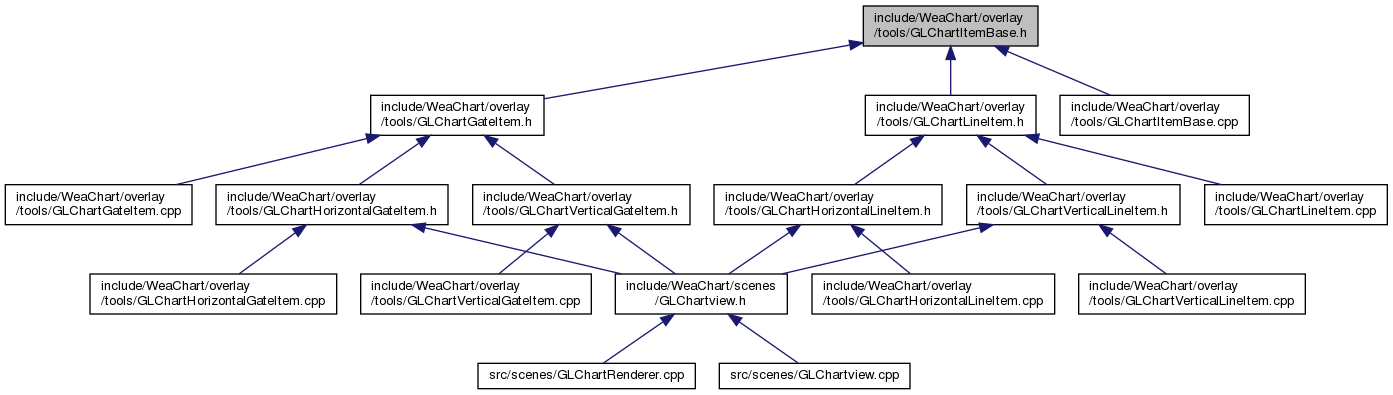 include/WeaChart/overlay
/tools/GLChartItemBase.h
include/WeaChart/overlay
/tools/GLChartGateItem.h
include/WeaChart/overlay
/tools/GLChartLineItem.h
include/WeaChart/overlay
/tools/GLChartItemBase.cpp
include/WeaChart/overlay
/tools/GLChartGateItem.cpp
include/WeaChart/overlay
/tools/GLChartHorizontalGateItem.h
include/WeaChart/overlay
/tools/GLChartVerticalGateItem.h
include/WeaChart/overlay
/tools/GLChartHorizontalLineItem.h
include/WeaChart/overlay
/tools/GLChartVerticalLineItem.h
include/WeaChart/overlay
/tools/GLChartLineItem.cpp
include/WeaChart/overlay
/tools/GLChartHorizontalGateItem.cpp
include/WeaChart/overlay
/tools/GLChartVerticalGateItem.cpp
include/WeaChart/scenes
/GLChartview.h
include/WeaChart/overlay
/tools/GLChartHorizontalLineItem.cpp
include/WeaChart/overlay
/tools/GLChartVerticalLineItem.cpp
src/scenes/GLChartRenderer.cpp
src/scenes/GLChartview.cpp